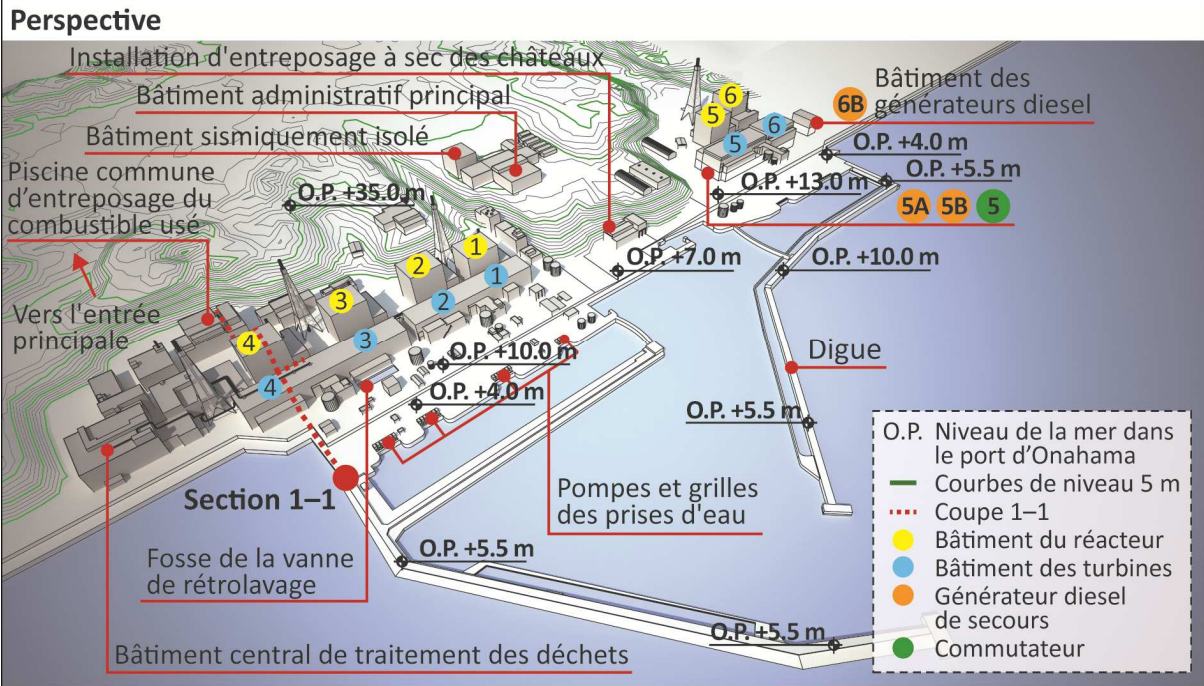 Perspective
Installation d'entreposage à sec des châteaux
Bâtiment administratif principal
Bâtiment sismiquement isolé
Piscine commune
d’entreposage du
combustible usé
Vers l'entrée
principale
O.P. +35.0 m
6
5
6
5
6B
Bâtiment des
générateurs diesel
O.P. +4.0 m
O.P. +5.5 m
O.P. +13.0 m
5A 5B 5
O.P. +7.0 m
O.P. +10.0 m
1
2
1
3
2
4
3
4
O.P. +10.0 m
O.P. +4.0 m
Digue
O.P. +5.5 m
Section 1–1
Pompes et grilles
des prises d'eau
Fosse de la vanne
de rétrolavage
O.P. +5.5 m
O.P. +5.5 m
Bâtiment central de traitement des déchets
O.P. Niveau de la mer dans
le port d’Onahama
Courbes de niveau 5 m
Coupe 1–1
Bâtiment du réacteur
Bâtiment des turbines
Générateur diesel
de secours
Commutateur